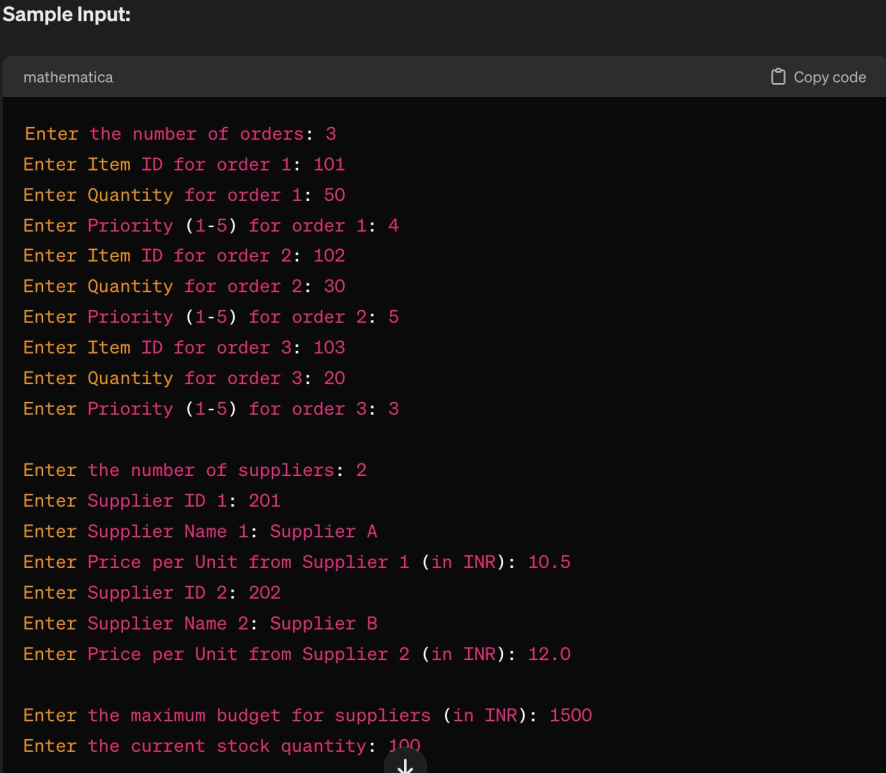 Sample Input:
mathematica
Copy code
Enter the number of orders: 3
Enter Item ID for order 1: 101
Enter Quantity for order 1: 50
Enter Priority (1-5) for order 1: 4
Enter Item ID for order 2: 102
Enter Quantity for order 2: 30
Enter Priority (1-5) for order 2: 5
Enter Item ID for order 3: 103
Enter Quantity for order 3: 20
Enter Priority (1-5) for order 3: 3
Enter the number of suppliers: 2
Enter Supplier ID 1: 201
Enter Supplier Name 1: Supplier A
Enter Price per Unit from Supplier 1 (in INR): 10.5
Enter Supplier ID 2: 202
Enter Supplier Name 2: Supplier B
Enter Price per Unit from Supplier 2 (in INR): 12.0
Enter the maximum budget for suppliers (in INR): 1500
Enter the current stock quantity: 100